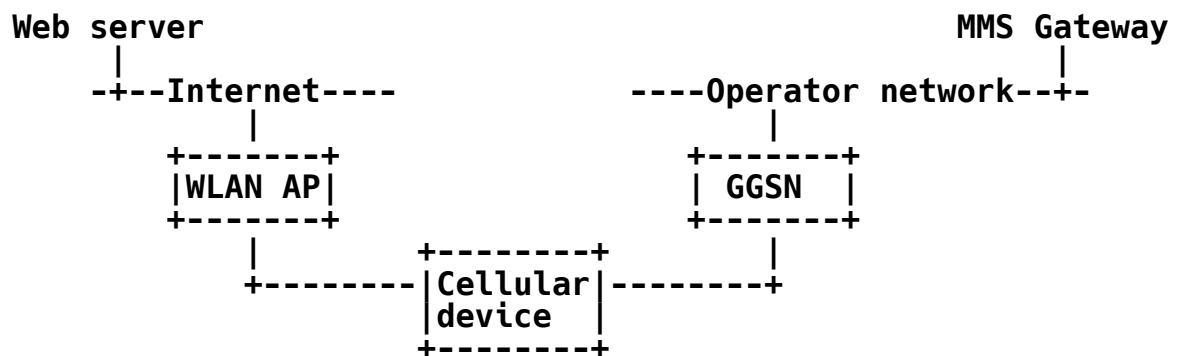 Web server MMS Gateway
Internet Operator network
WLAN AP GGSN
Cellular
device